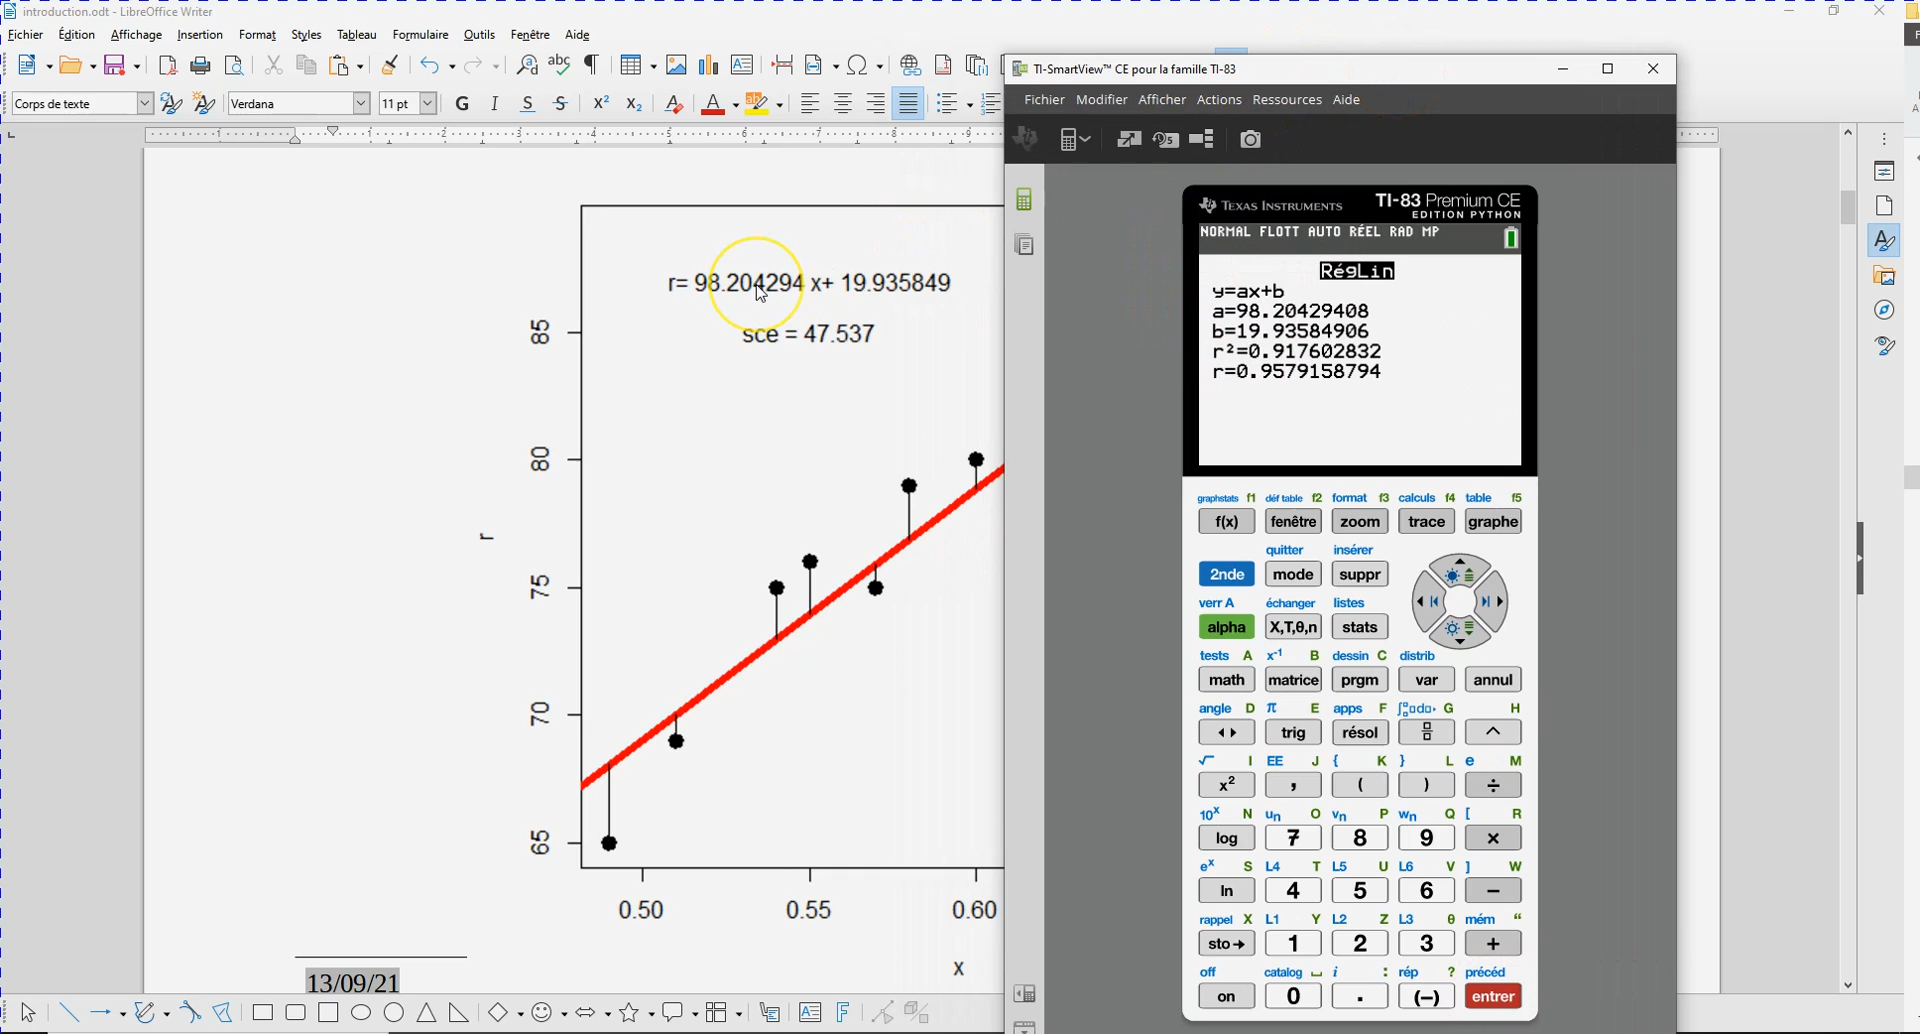 introduction.odt - LibreOffice Writer
Fichier Édition Affichage Insertion Format Styles Tableau Formulaire Outils Fenêtre Aide
Corps de texte Verdana 11 pt G I S S X² X₂
r= 98.204294 x+ 19.935849
sce = 47.537
85
80
75
70
65
r
0.50 0.55 0.60
x
13/09/21
TI-SmartView™ CE pour la famille TI-83
Fichier Modifier Afficher Actions Ressources Aide
TEXAS INSTRUMENTS TI-83 Premium CE
EDITION PYTHON
NORMAL FLOTT AUTO RÉEL RAD MP
RégLin
y=ax+b
a=98.20429408
b=19.93584906
r²=0.917602832
r=0.9579158794
graphstats f1 déf table f2 format f3 calculs f4 table f5
f(x) fenêtre zoom trace graphe
quitter insérer
2nde mode suppr
verr A échanger listes
alpha X,T,θ,n stats
tests A x⁻¹ B dessin C distrib
math matrice prgm var annul
angle D π E apps F G H
trig résol ^
√ I EE J { K } L e M
x² , ( ) ÷
10ˣ N un O vn P wn Q [ R
log 7 8 9 ×
eˣ S L4 T L5 U L6 V ] W
ln 4 5 6 −
rappel X L1 Y L2 Z L3 θ mém “
sto→ 1 2 3 +
off catalog i : rép ? précéd
on 0 . (−) entrer